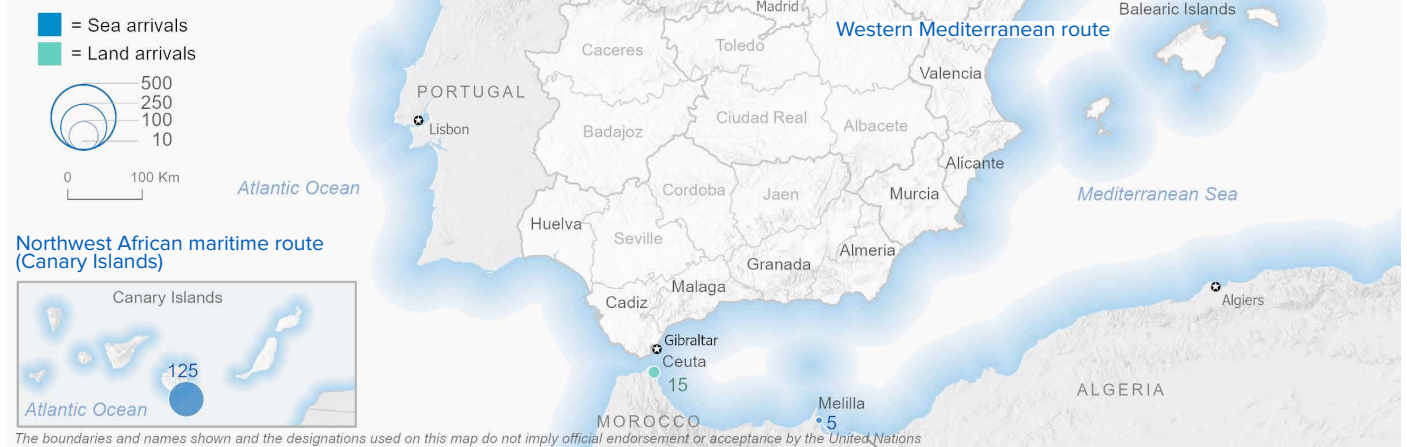 = Sea arrivals
= Land arrivals
500
250
100
10
0 100 Km
Madrid
Western Mediterranean route
Balearic Islands
Caceres
Toledo
Valencia
PORTUGAL
Lisbon
Badajoz
Ciudad Real
Albacete
Alicante
Atlantic Ocean
Cordoba
Jaen
Murcia
Mediterranean Sea
Huelva
Seville
Almeria
Granada
Northwest African maritime route
(Canary Islands)
Malaga
Cadiz
Canary Islands
Algiers
Gibraltar
Ceuta
125
15
ALGERIA
Atlantic Ocean
Melilla
MOROCCO
5
The boundaries and names shown and the designations used on this map do not imply official endorsement or acceptance by the United Nations